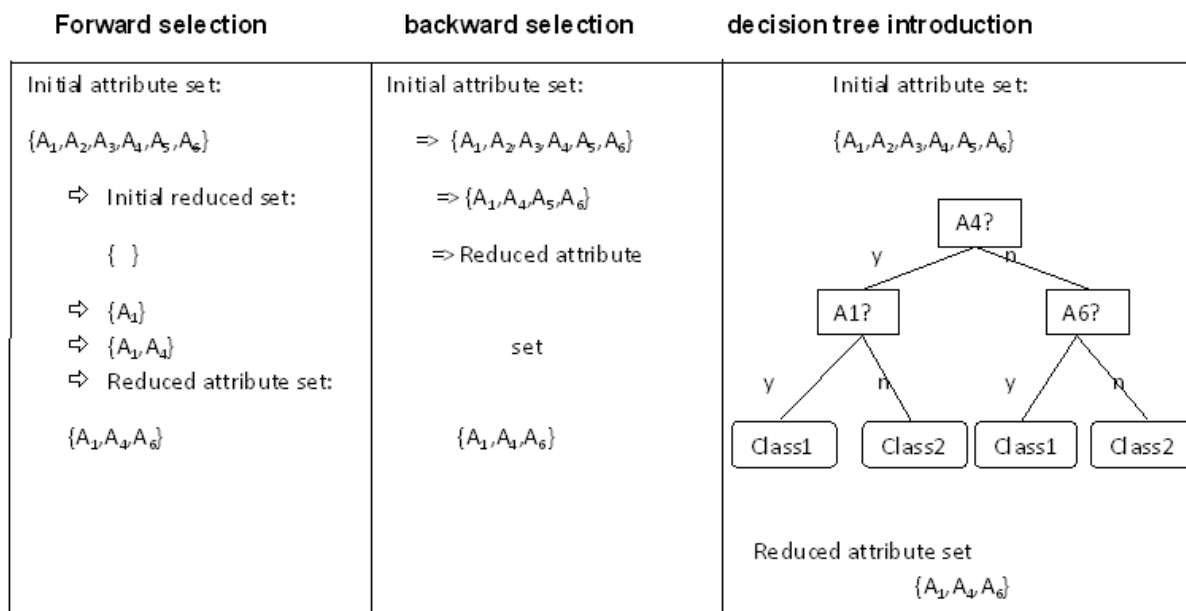 Forward selection
backward selection
decision tree introduction
Initial attribute set:
{A₁,A₂,A₃,A₄,A₅,A₆}
⇨ Initial reduced set:
{ }
⇨ {A₁}
⇨ {A₁,A₄}
⇨ Reduced attribute set:
{A₁,A₄,A₆}
Initial attribute set:
=> {A₁,A₂,A₃,A₄,A₅,A₆}
=> {A₁,A₄,A₅,A₆}
=> Reduced attribute
set
{A₁,A₄,A₆}
Initial attribute set:
{A₁,A₂,A₃,A₄,A₅,A₆}
A4?
y n
A1? A6?
y n y n
Class1 Class2 Class1 Class2
Reduced attribute set
{A₁,A₄,A₆}